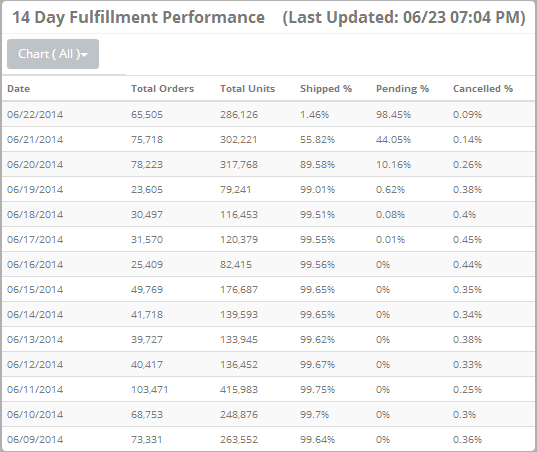 14 Day Fulfillment Performance (Last Updated: 06/23 07:04 PM)
Chart ( All )
Date Total Orders Total Units Shipped % Pending % Cancelled %
06/22/2014 65,505 286,126 1.46% 98.45% 0.09%
06/21/2014 75,718 302,221 55.82% 44.05% 0.14%
06/20/2014 78,223 317,768 89.58% 10.16% 0.26%
06/19/2014 23,605 79,241 99.01% 0.62% 0.38%
06/18/2014 30,497 116,453 99.51% 0.08% 0.4%
06/17/2014 31,570 120,379 99.55% 0.01% 0.45%
06/16/2014 25,409 82,415 99.56% 0% 0.44%
06/15/2014 49,769 176,687 99.65% 0% 0.35%
06/14/2014 41,718 139,593 99.65% 0% 0.34%
06/13/2014 39,727 133,945 99.62% 0% 0.38%
06/12/2014 40,417 136,452 99.67% 0% 0.33%
06/11/2014 103,471 415,983 99.75% 0% 0.25%
06/10/2014 68,753 248,876 99.7% 0% 0.3%
06/09/2014 73,331 263,552 99.64% 0% 0.36%